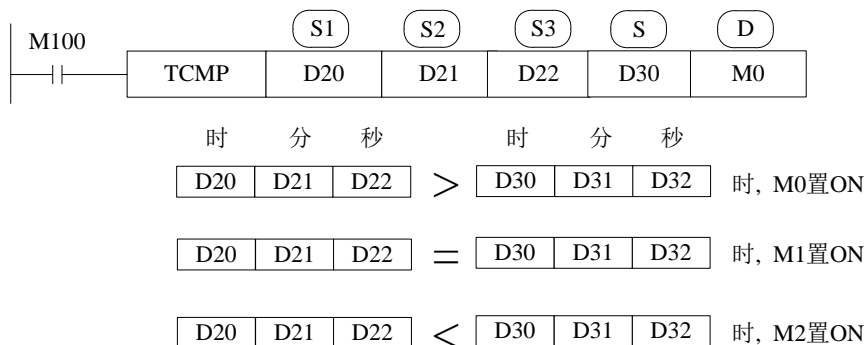 S1 S2 S3 S D
M100
TCMP D20 D21 D22 D30 M0
时 分 秒 时 分 秒
D20 D21 D22 > D30 D31 D32 时, M0置ON
D20 D21 D22 = D30 D31 D32 时, M1置ON
D20 D21 D22 < D30 D31 D32 时, M2置ON